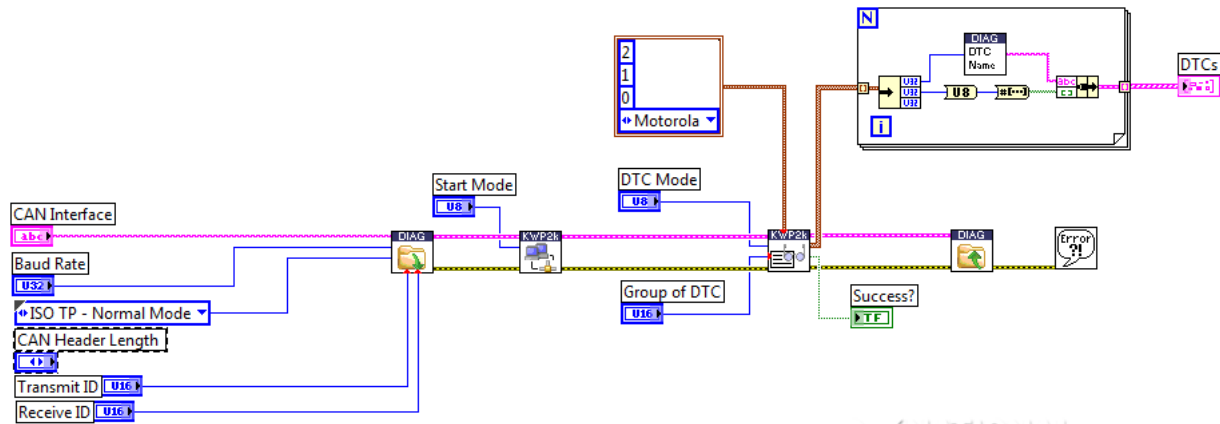 N
DIAG
DTC
Name
U32
U32
U32
U8
#[···]
abc
[ ]
i
DTCs
2
1
0
Motorola
Start Mode
U8
DTC Mode
U8
CAN Interface
abc
DIAG
KWP2k
KWP2k
DIAG
Error
?!
Baud Rate
U32
ISO TP - Normal Mode
Group of DTC
U16
Success?
TF
CAN Header Length
Transmit ID
U16
Receive ID
U16